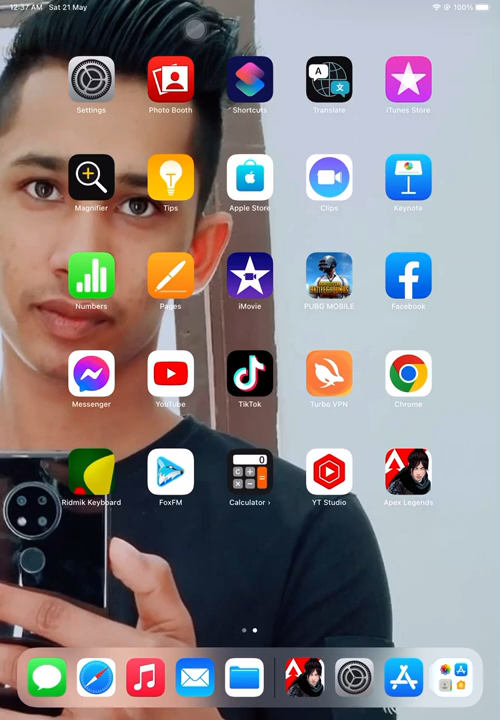 12:37 AM Sat 21 May
100%
Settings
Photo Booth
Shortcuts
Translate
iTunes Store
Magnifier
Tips
Apple Store
Clips
Keynote
Numbers
Pages
iMovie
PUBG MOBILE
Facebook
Messenger
YouTube
TikTok
Turbo VPN
Chrome
0
Ridmik Keyboard
FoxFM
Calculator ›
YT Studio
Apex Legends